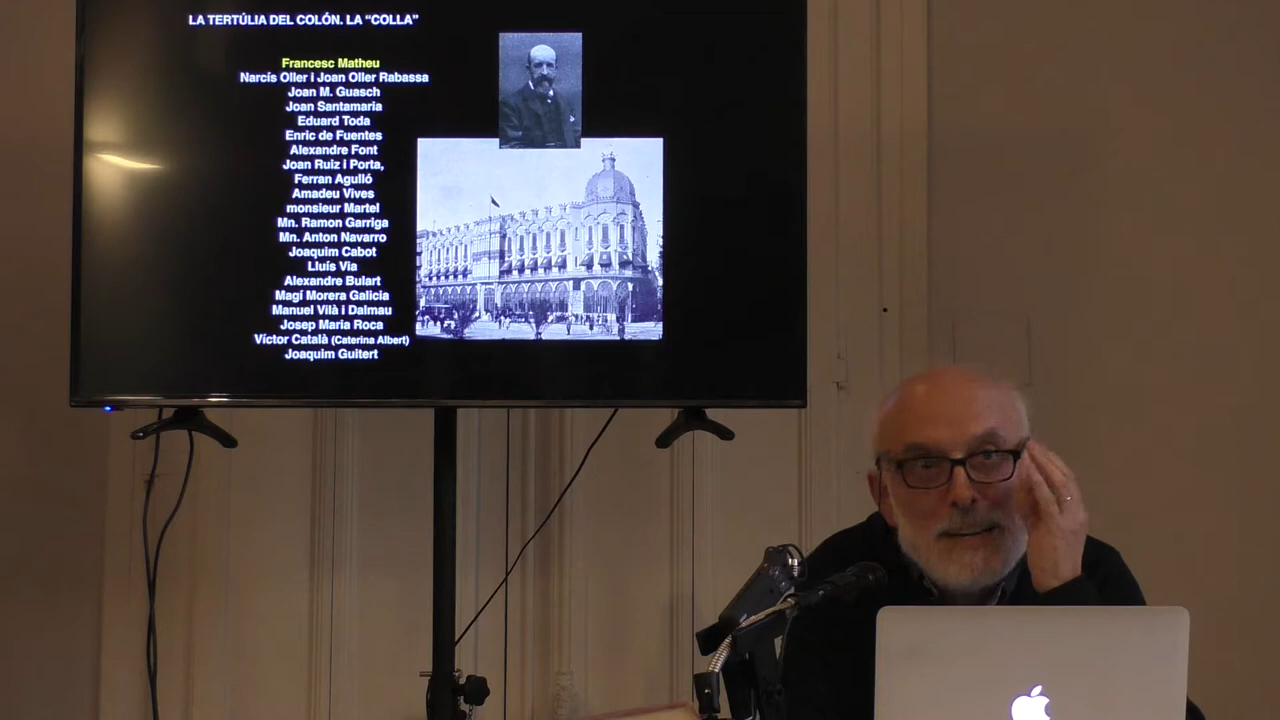 LA TERTÚLIA DEL COLÓN. LA “COLLA”
Francesc Matheu
Narcís Oller i Joan Oller Rabassa
Joan M. Guasch
Joan Santamaria
Eduard Toda
Enric de Fuentes
Alexandre Font
Joan Ruiz i Porta,
Ferran Agulló
Amadeu Vives
monsieur Martel
Mn. Ramon Garriga
Mn. Anton Navarro
Joaquim Cabot
Lluís Via
Alexandre Bulart
Magí Morera Galicia
Manuel Vilà i Dalmau
Josep Maria Roca
Víctor Català (Caterina Albert)
Joaquim Guitert